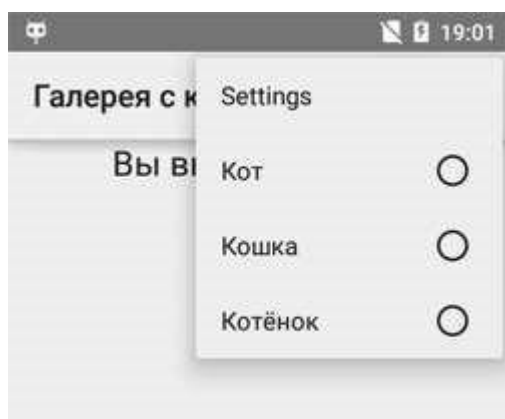 19:01
Галерея с к
Settings
Вы вы
Кот
Кошка
Котёнок